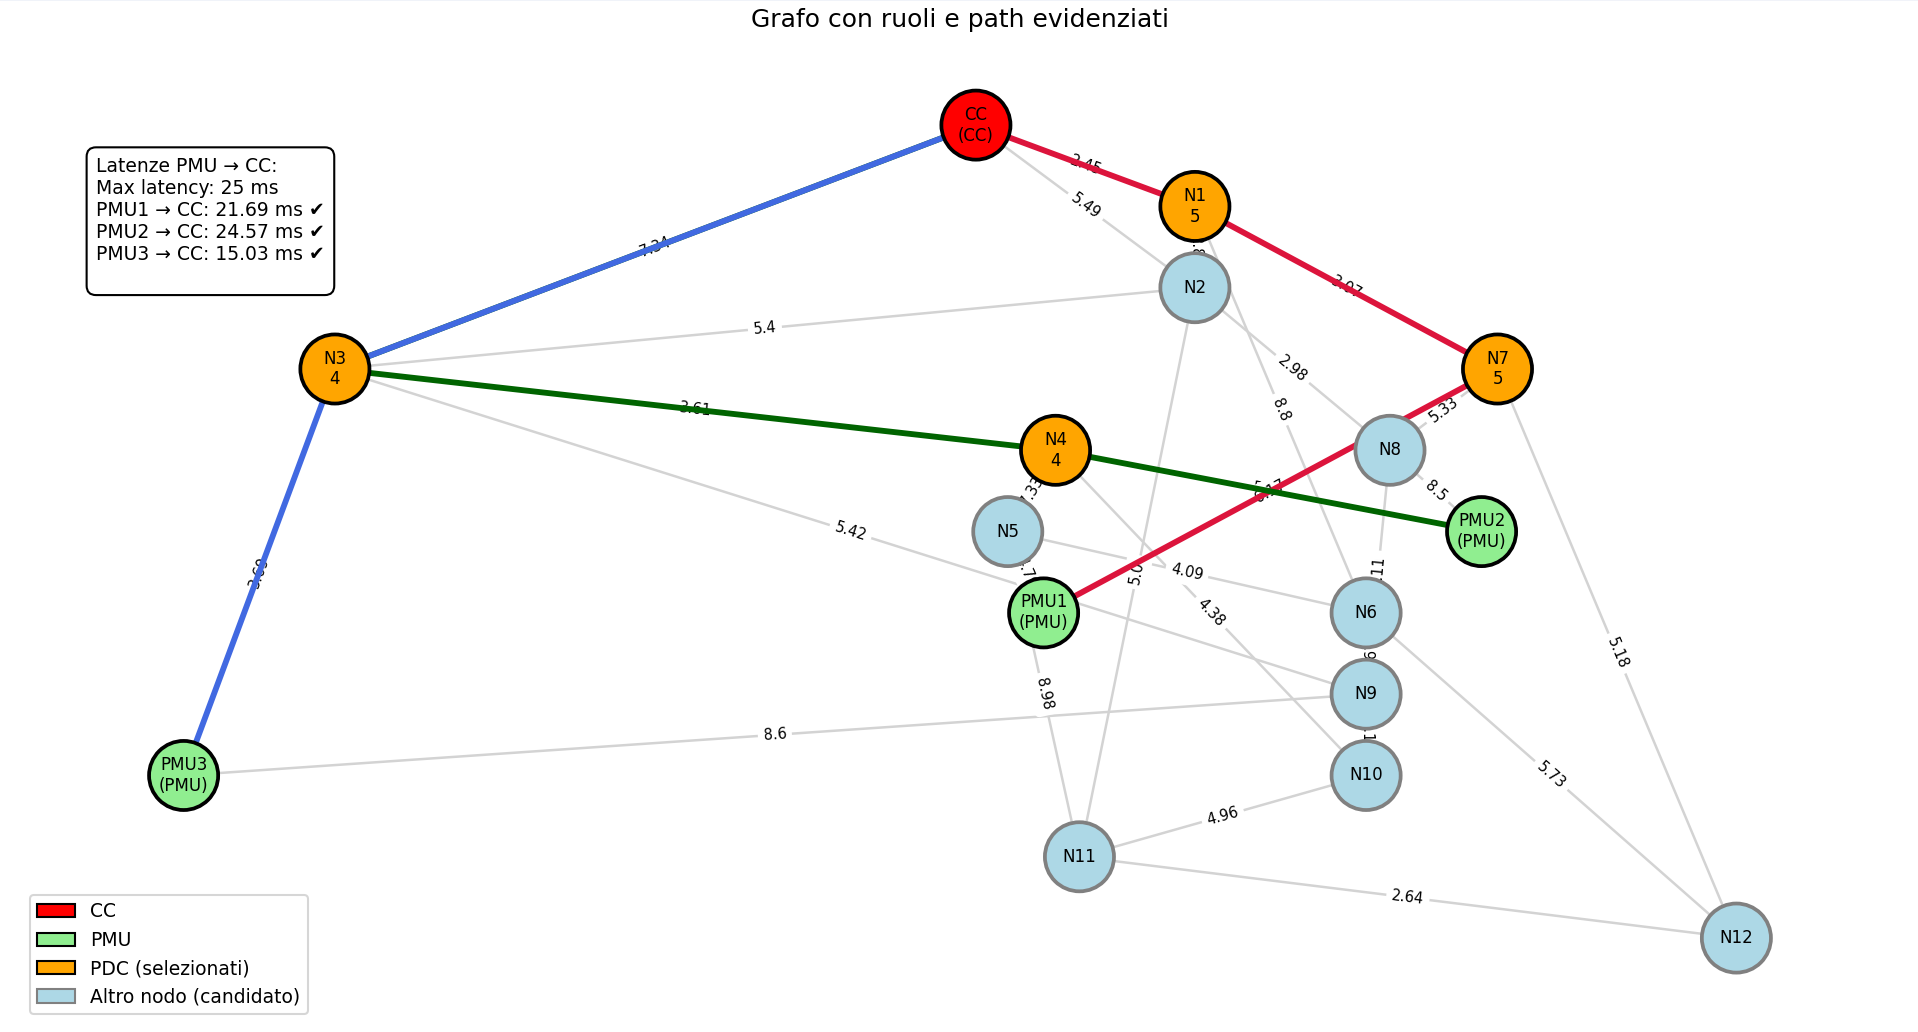 Grafo con ruoli e path evidenziati
CC
(CC)
Latenze PMU → CC:
Max latency: 25 ms
PMU1 → CC: 21.69 ms ✔
PMU2 → CC: 24.57 ms ✔
PMU3 → CC: 15.03 ms ✔
N1
5
5.49
7.34
N2
5.4
2.98
N3
4
N7
5
8.8
5.33
3.61
N4
4
N8
8.5
5.42
N5
PMU2
(PMU)
4.09
PMU1
(PMU)
4.38
N6
5.18
8.98
N9
8.6
PMU3
(PMU)
N10
5.73
4.96
N11
2.64
N12
CC
PMU
PDC (selezionati)
Altro nodo (candidato)